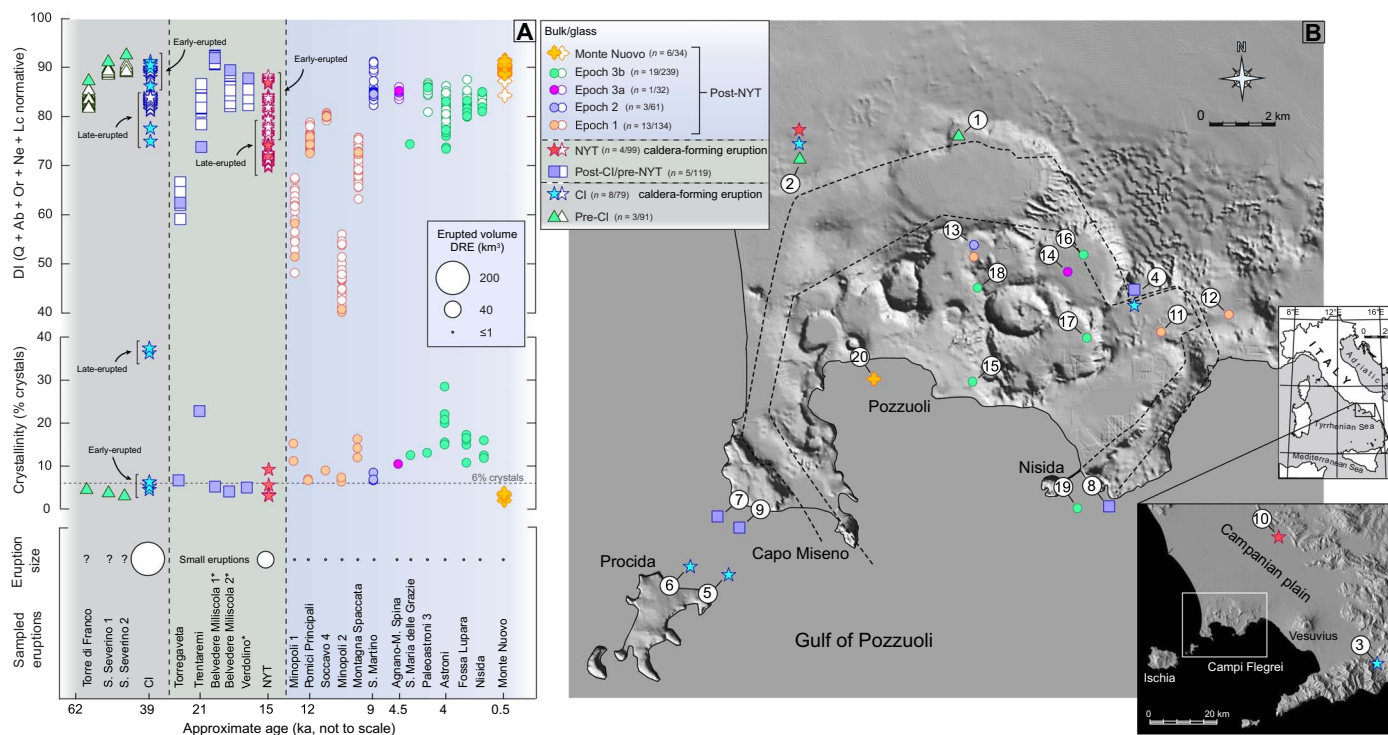 A
DI (Q + Ab + Or + Ne + Lc normative)
100
90
80
70
60
50
40
Early-erupted
Late-erupted
Early-erupted
Late-erupted
Erupted volume
DRE (km³)
200
40
≤1
Crystallinity (% crystals)
40
30
20
10
0
Late-erupted
Early-erupted
6% crystals
Eruption
size
? ? ?
Small eruptions
Sampled
eruptions
Torre di Franco
S. Severino 1
S. Severino 2
CI
Torregaveta
Trentaremi
Belvedere Miliscola 1*
Belvedere Miliscola 2*
Verdolino*
NYT
Minopoli 1
Pomici Principali
Soccavo 4
Minopoli 2
Montagna Spaccata
S. Martino
Agnano-M. Spina
S. Maria delle Grazie
Paleoastroni 3
Astroni
Fossa Lupara
Nisida
Monte Nuovo
62 39 21 15 12 9 4.5 4 0.5
Approximate age (ka, not to scale)
Bulk/glass
Monte Nuovo (n = 6/34)
Epoch 3b (n = 19/239)
Epoch 3a (n = 1/32)
Epoch 2 (n = 3/61)
Epoch 1 (n = 13/134)
Post-NYT
NYT (n = 4/99) caldera-forming eruption
Post-CI/pre-NYT (n = 5/119)
CI (n = 8/79) caldera-forming eruption
Pre-CI (n = 3/91)
B
N
0 2 km
1
2
13
16
14
18
4
12
11
17
20
15
Pozzuoli
Nisida
19
8
7
9
Capo Miseno
Procida
6
5
Gulf of Pozzuoli
8°E 12°E 16°E
ITALY
Adriatic
Tyrrhenian Sea
Mediterranean Sea
10
Campanian plain
Vesuvius
3
Ischia
Campi Flegrei
0 20 km